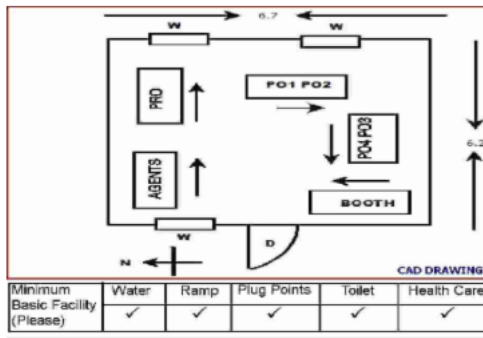 6.7
W W
PO1 PO2
PRO
PO4 PO3
6.2
AGENTS
BOOTH
W
D
N
CAD DRAWING
Minimum Basic Facility (Please) Water Ramp Plug Points Toilet Health Care
✓ ✓ ✓ ✓ ✓